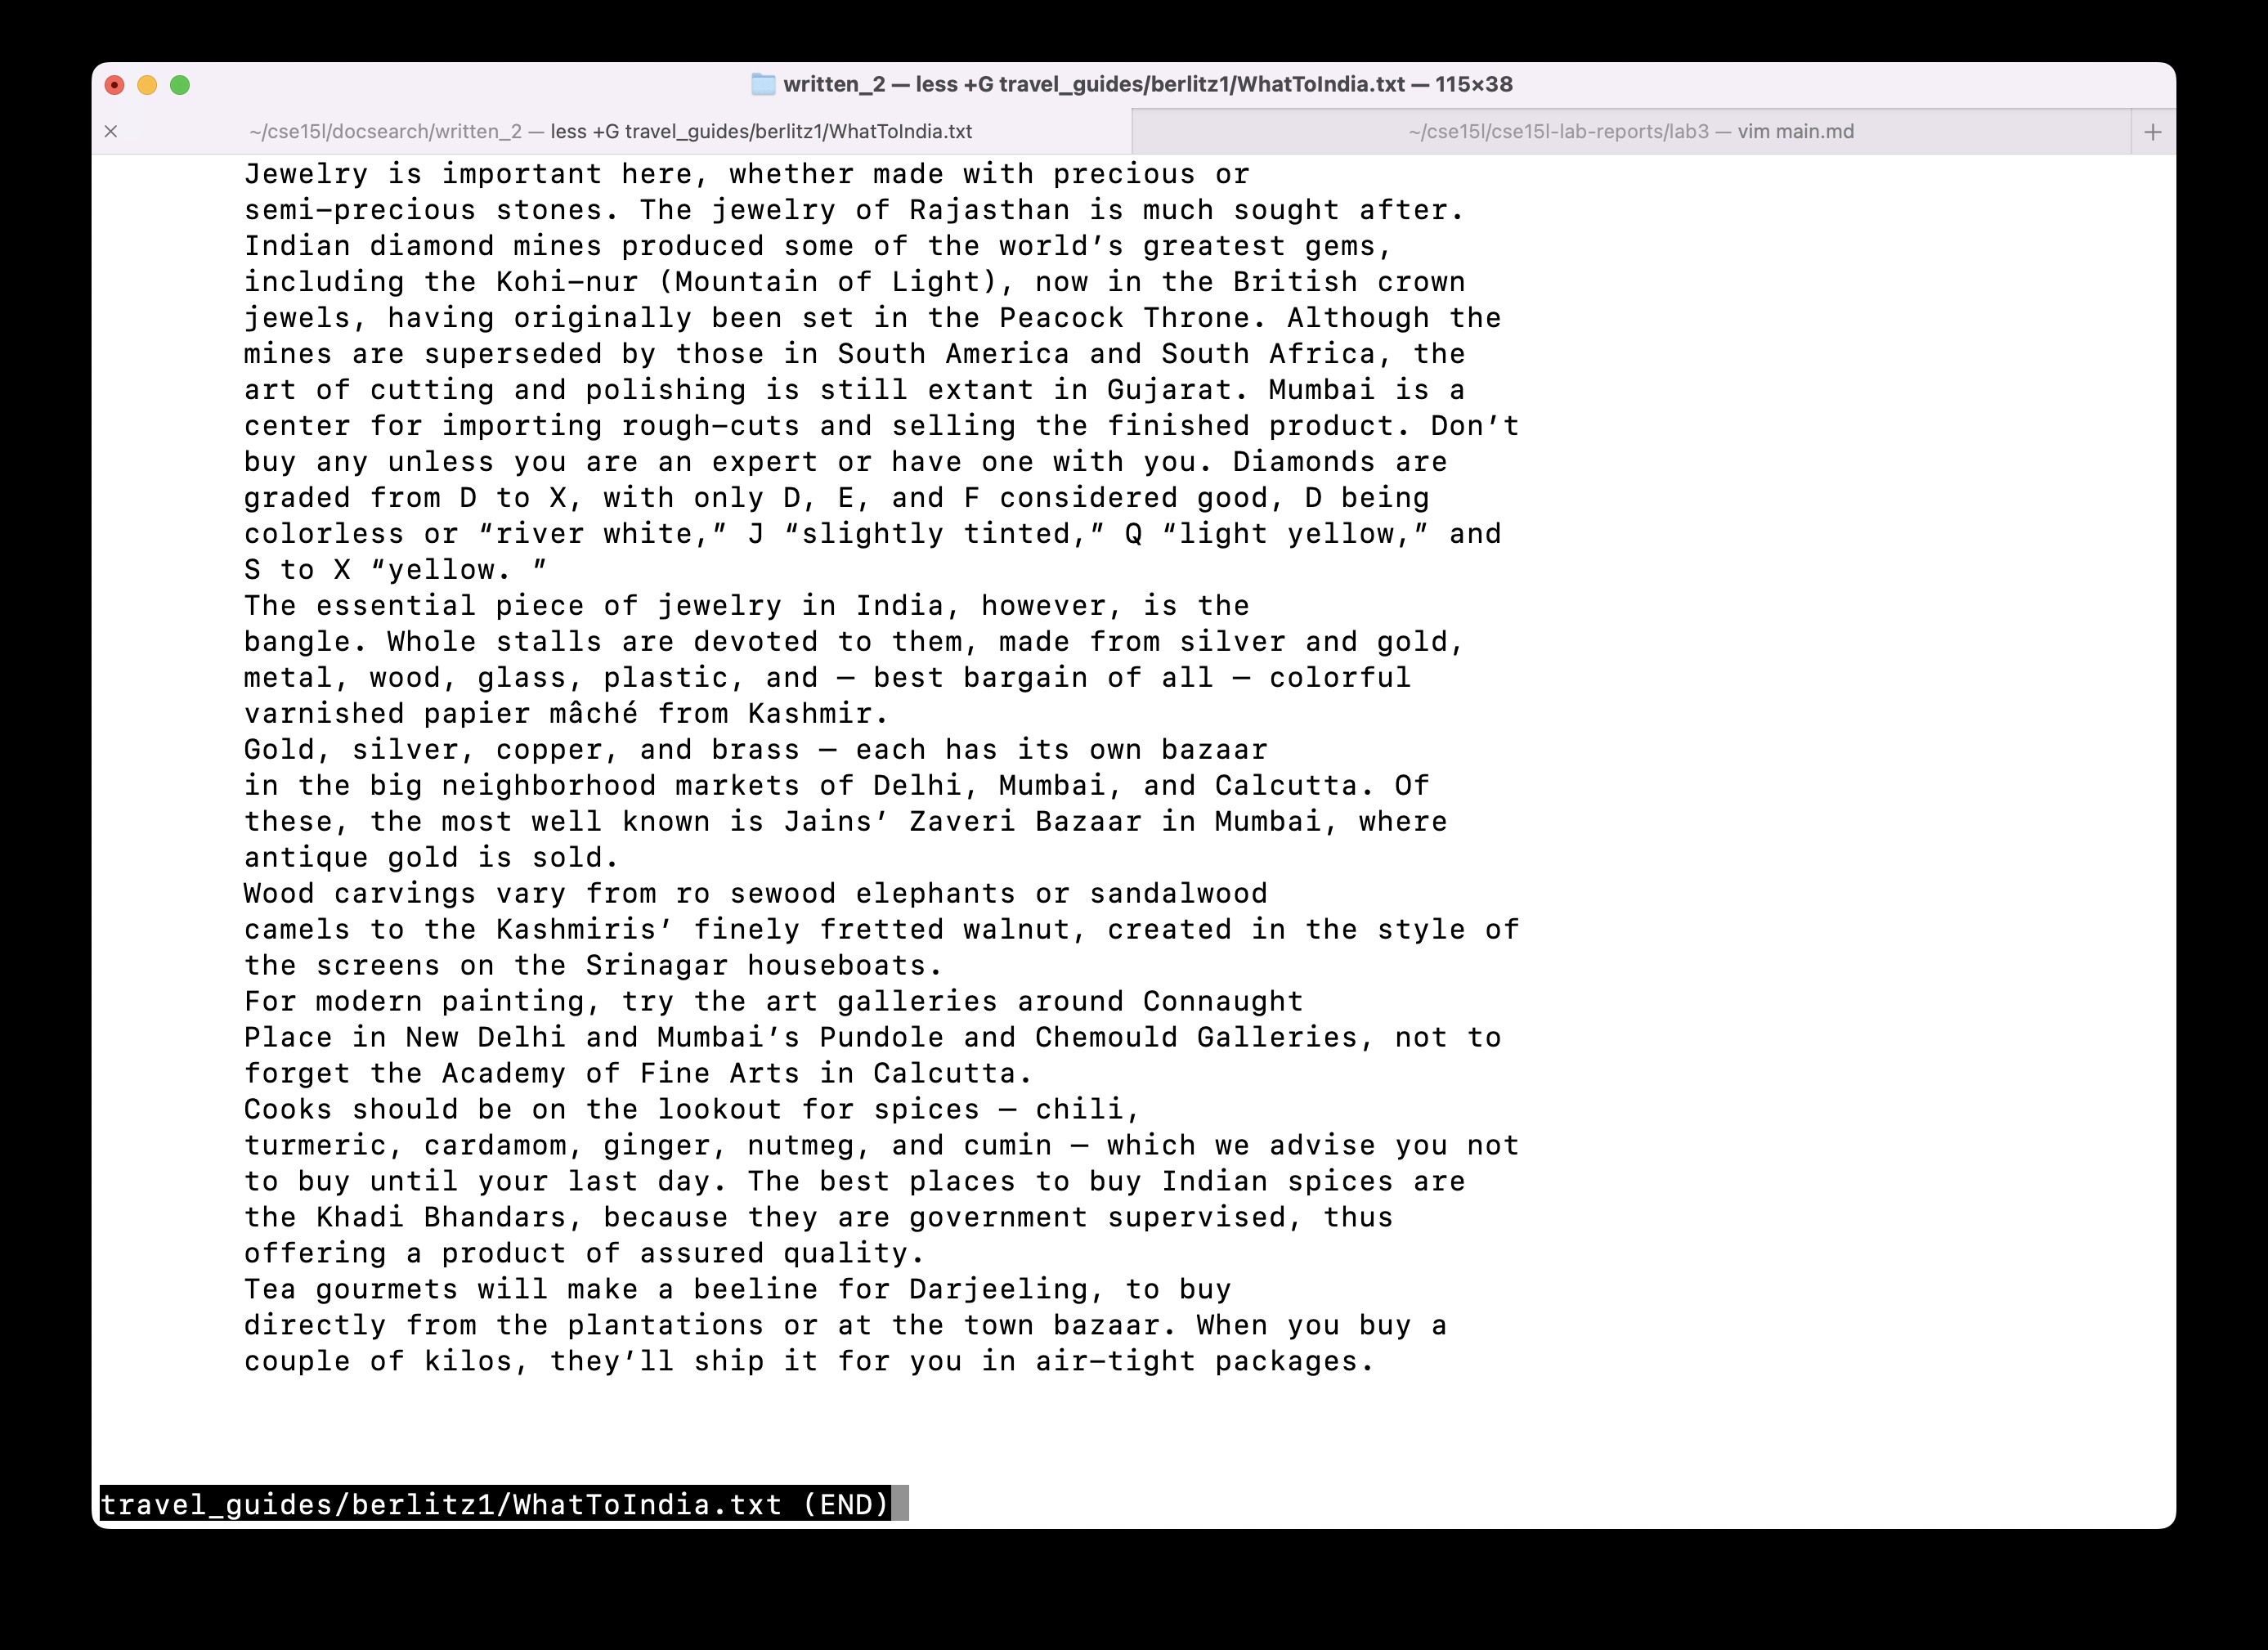 written_2 — less +G travel_guides/berlitz1/WhatToIndia.txt — 115×38
~/cse15l/docsearch/written_2 — less +G travel_guides/berlitz1/WhatToIndia.txt
~/cse15l/cse15l-lab-reports/lab3 — vim main.md
Jewelry is important here, whether made with precious or
semi-precious stones. The jewelry of Rajasthan is much sought after.
Indian diamond mines produced some of the world’s greatest gems,
including the Kohi-nur (Mountain of Light), now in the British crown
jewels, having originally been set in the Peacock Throne. Although the
mines are superseded by those in South America and South Africa, the
art of cutting and polishing is still extant in Gujarat. Mumbai is a
center for importing rough-cuts and selling the finished product. Don’t
buy any unless you are an expert or have one with you. Diamonds are
graded from D to X, with only D, E, and F considered good, D being
colorless or “river white,” J “slightly tinted,” Q “light yellow,” and
S to X “yellow. ”
The essential piece of jewelry in India, however, is the
bangle. Whole stalls are devoted to them, made from silver and gold,
metal, wood, glass, plastic, and — best bargain of all — colorful
varnished papier mâché from Kashmir.
Gold, silver, copper, and brass — each has its own bazaar
in the big neighborhood markets of Delhi, Mumbai, and Calcutta. Of
these, the most well known is Jains’ Zaveri Bazaar in Mumbai, where
antique gold is sold.
Wood carvings vary from ro sewood elephants or sandalwood
camels to the Kashmiris’ finely fretted walnut, created in the style of
the screens on the Srinagar houseboats.
For modern painting, try the art galleries around Connaught
Place in New Delhi and Mumbai’s Pundole and Chemould Galleries, not to
forget the Academy of Fine Arts in Calcutta.
Cooks should be on the lookout for spices — chili,
turmeric, cardamom, ginger, nutmeg, and cumin — which we advise you not
to buy until your last day. The best places to buy Indian spices are
the Khadi Bhandars, because they are government supervised, thus
offering a product of assured quality.
Tea gourmets will make a beeline for Darjeeling, to buy
directly from the plantations or at the town bazaar. When you buy a
couple of kilos, they’ll ship it for you in air-tight packages.
travel_guides/berlitz1/WhatToIndia.txt (END)